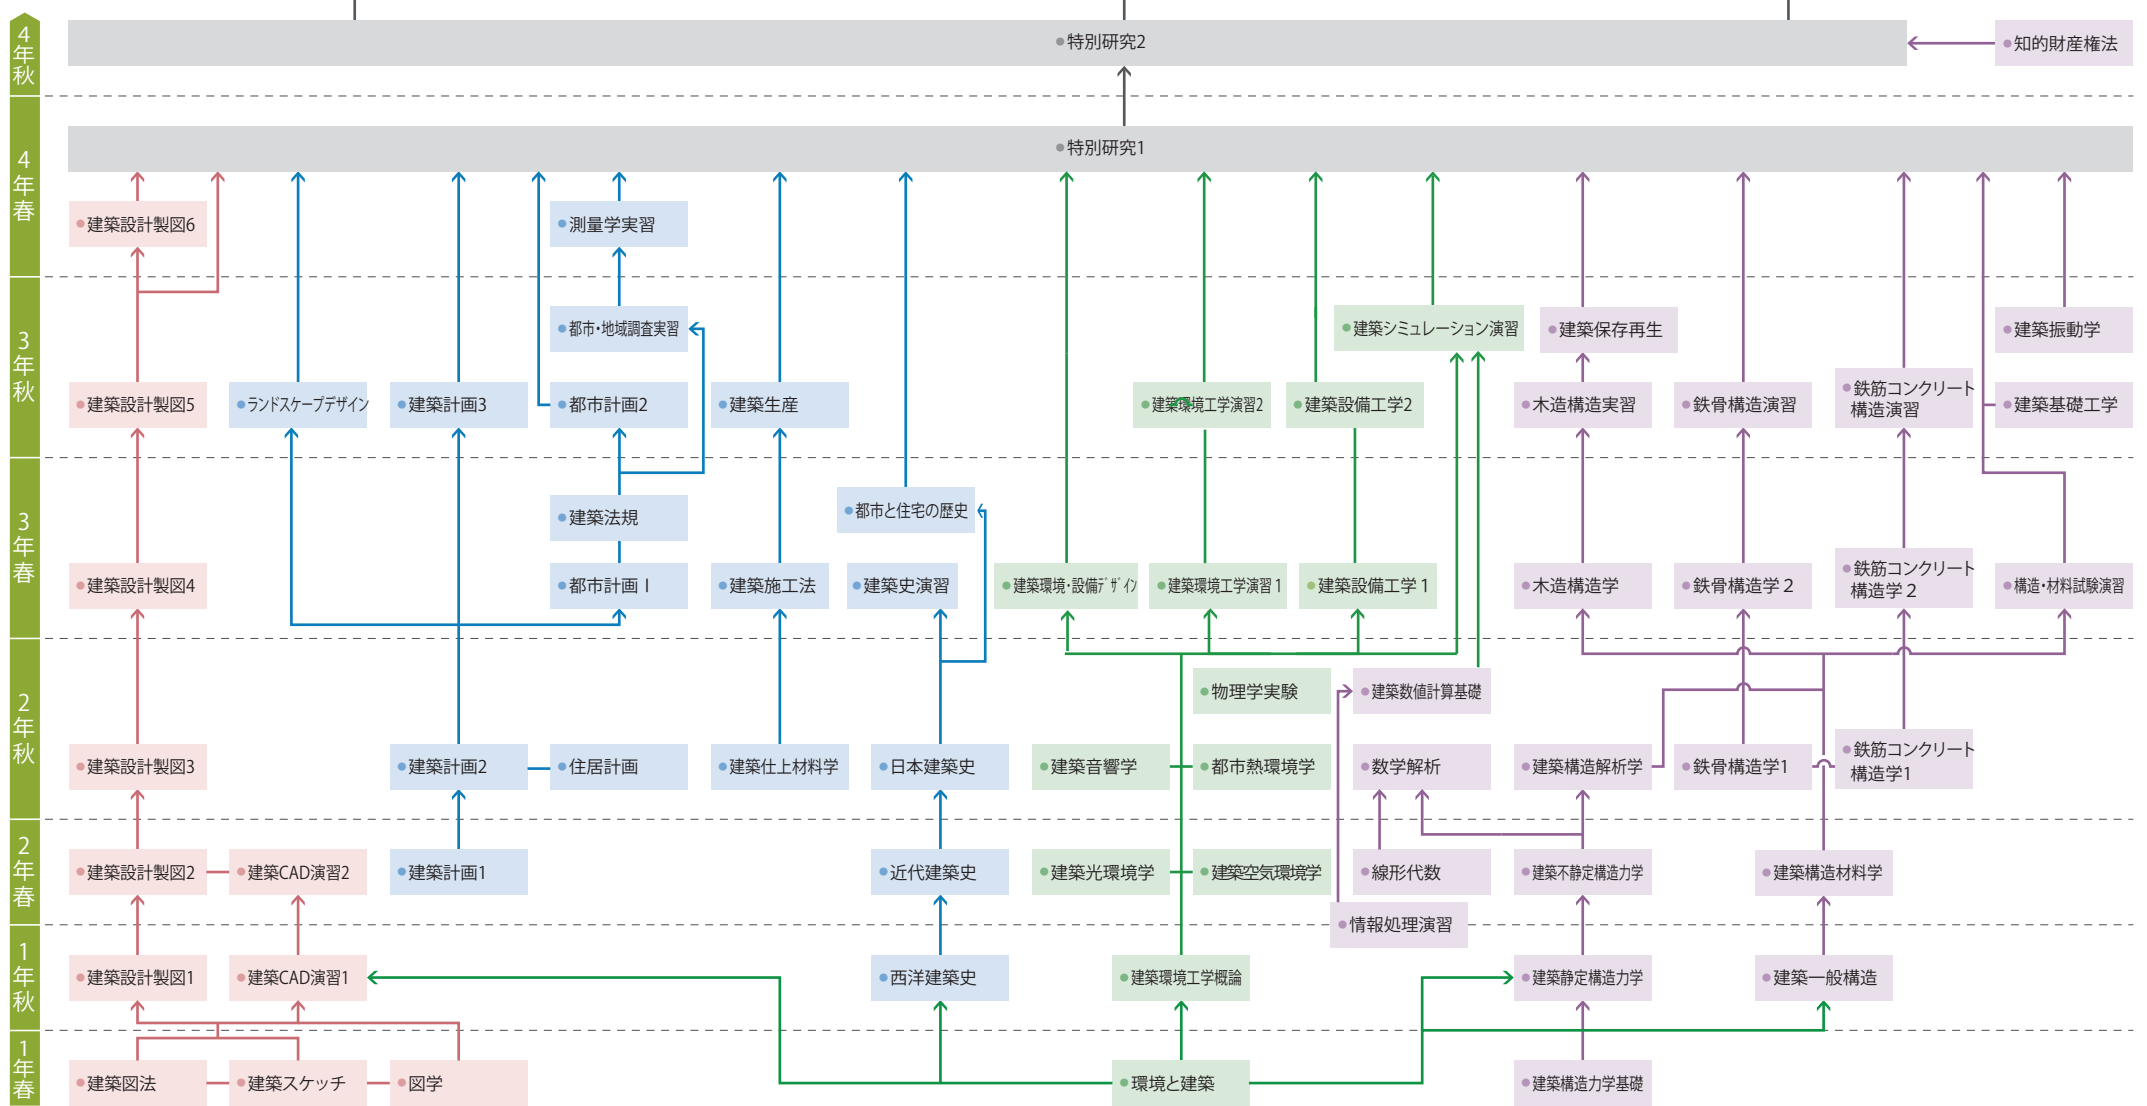 4年秋
特別研究2
知的財産権法
4年春
特別研究1
建築設計製図6
測量学実習
3年秋
都市・地域調査実習
建築シミュレーション演習
建築保存再生
建築振動学
建築設計製図5
ランドスケープデザイン
建築計画3
都市計画2
建築生産
建築環境工学演習2
建築設備工学2
木造構造実習
鉄骨構造演習
鉄筋コンクリート
構造演習
建築基礎工学
3年春
都市と住宅の歴史
建築法規
建築設計製図4
都市計画Ⅰ
建築施工法
建築史演習
建築環境・設備デザイン
建築環境工学演習1
建築設備工学1
木造構造学
鉄骨構造学2
鉄筋コンクリート
構造学2
構造・材料試験演習
2年秋
物理学実験
建築数値計算基礎
建築設計製図3
建築計画2
住居計画
建築仕上材料学
日本建築史
建築音響学
都市熱環境学
数学解析
建築構造解析学
鉄骨構造学1
鉄筋コンクリート
構造学1
2年春
建築設計製図2
建築CAD演習2
建築計画1
近代建築史
建築光環境学
建築空気環境学
線形代数
建築不静定構造力学
建築構造材料学
情報処理演習
1年秋
建築設計製図1
建築CAD演習1
西洋建築史
建築環境工学概論
建築静定構造力学
建築一般構造
1年春
建築図法
建築スケッチ
図学
環境と建築
建築構造力学基礎